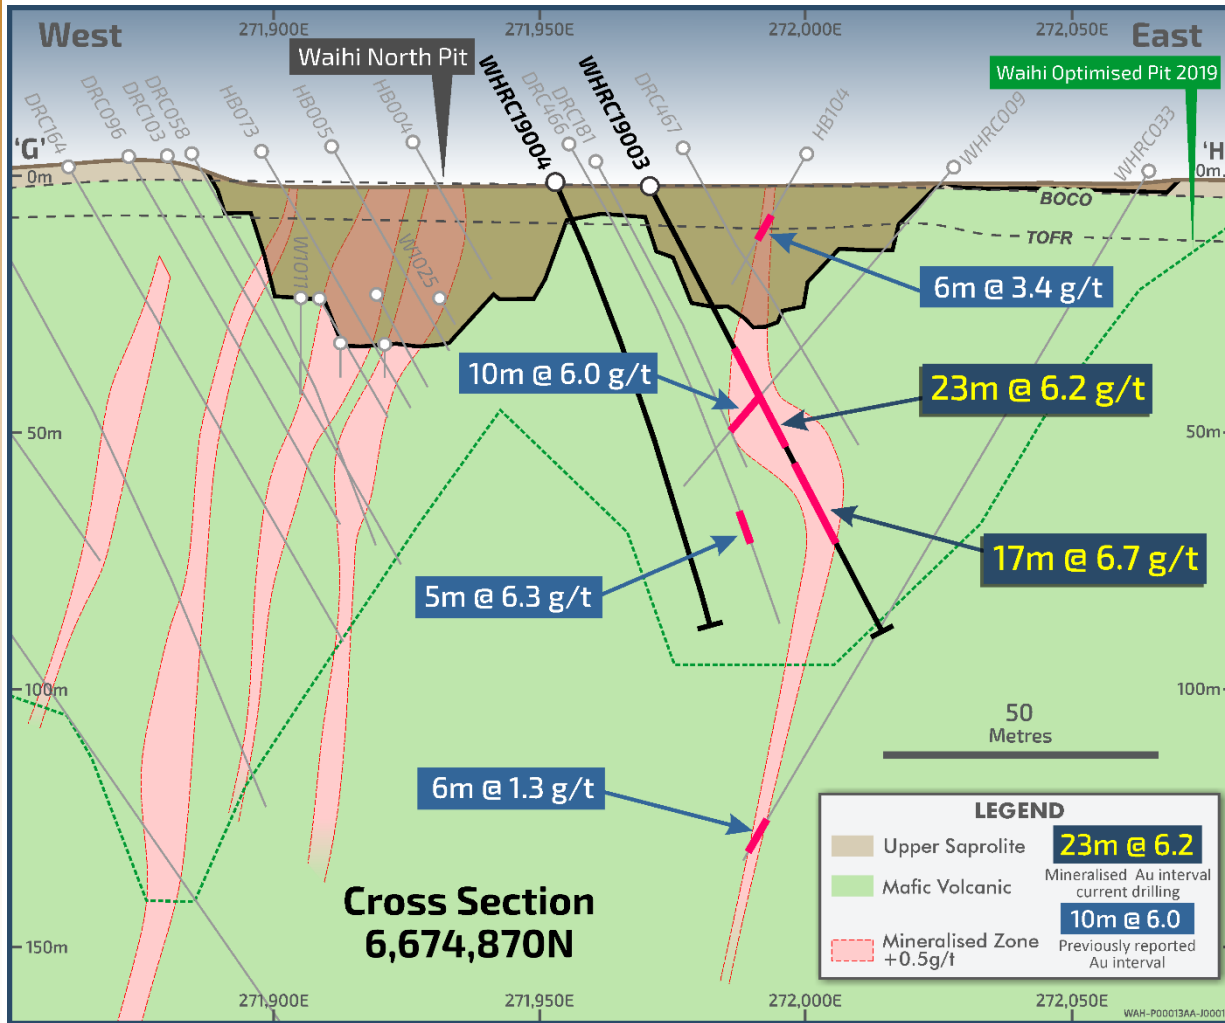 West
271,900E
271,950E
272,000E
272,050E
East
Waihi North Pit
Waihi Optimised Pit 2019
DRC164
DRC096
DRC103
DRC058
HB073
HB005
HB004
WHRC19004
DRC466
DRC181
WHRC19003
DRC467
HB104
WHRC009
WHRC033
'G'
'H
0m
0m
BOCO
TOFR
W1011
W1025
6m @ 3.4 g/t
10m @ 6.0 g/t
23m @ 6.2 g/t
50m
50m
17m @ 6.7 g/t
5m @ 6.3 g/t
100m
100m
50
Metres
6m @ 1.3 g/t
LEGEND
Upper Saprolite
23m @ 6.2
Mineralised Au interval
current drilling
Mafic Volcanic
10m @ 6.0
Previously reported
Au interval
Mineralised Zone
+0.5g/t
Cross Section
6,674,870N
150m
271,900E
271,950E
272,000E
272,050E
WAH-P00013AA-J0001